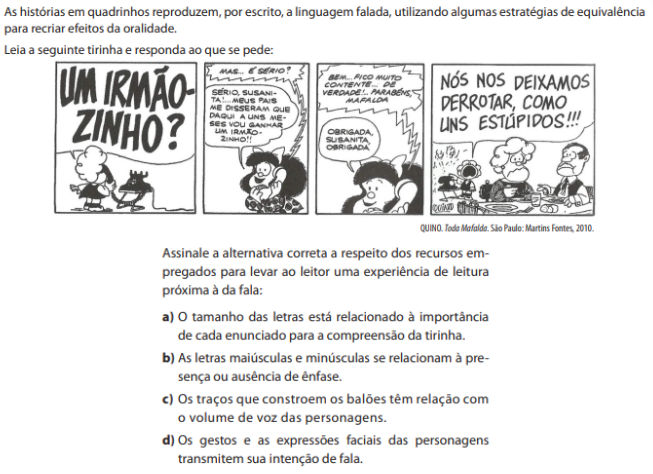 As histórias em quadrinhos reproduzem, por escrito, a linguagem falada, utilizando algumas estratégias de equivalência
para recriar efeitos da oralidade.
Leia a seguinte tirinha e responda ao que se pede:
UM IRMÃO-
ZINHO?
MAS... É SÉRIO?
SÉRIO, SUSANI-
TA!...MEUS PAIS
ME DISSERAM QUE
DAQUI A UNS ME-
SES VOU GANHAR
UM IRMÃO-
ZINHO!!
BEM... FICO MUITO
CONTENTE... DE
VERDADE!.. PARABÉNS,
MAFALDA
OBRIGADA,
SUSANITA,
OBRIGADA
NÓS NOS DEIXAMOS
DERROTAR, COMO
UNS ESTÚPIDOS!!!
QUINO. Toda Mafalda. São Paulo: Martins Fontes, 2010.
Assinale a alternativa correta a respeito dos recursos em-
pregados para levar ao leitor uma experiência de leitura
próxima à da fala:
a) O tamanho das letras está relacionado à importância
de cada enunciado para a compreensão da tirinha.
b) As letras maiúsculas e minúsculas se relacionam à pre-
sença ou ausência de ênfase.
c) Os traços que constroem os balões têm relação com
o volume de voz das personagens.
d) Os gestos e as expressões faciais das personagens
transmitem sua intenção de fala.